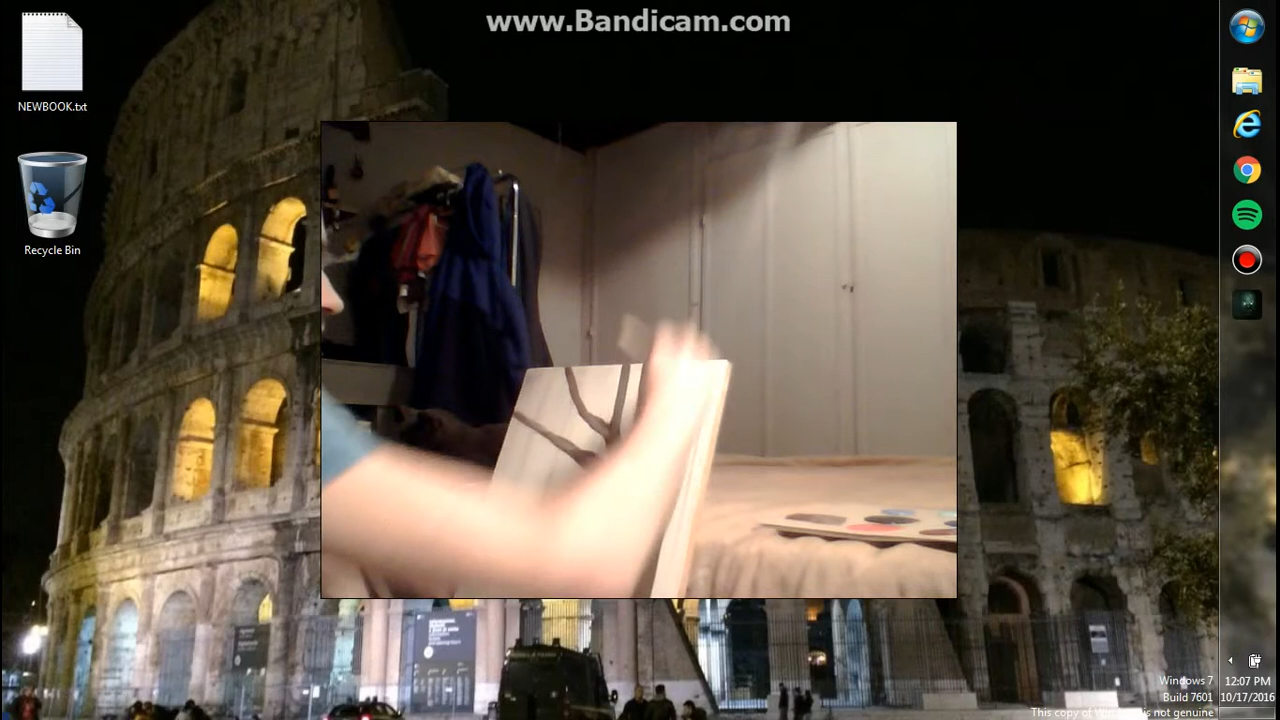 www.Bandicam.com
NEWBOOK.txt
Recycle Bin
Windows 7
Build 7601
This copy of is not genuine
12:07 PM
10/17/2016